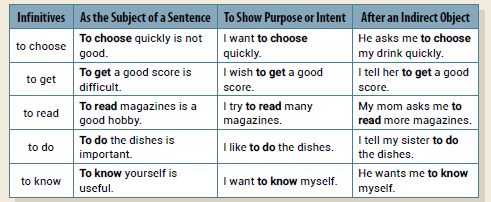 Infinitives As the Subject of a Sentence To Show Purpose or Intent After an Indirect Object
to choose
To choose quickly is not
good.
I want to choose
quickly.
He asks me to choose
my drink quickly.
to get
To get a good score is
difficult.
I wish to get a good
score.
I tell her to get a good
score.
to read
To read magazines is a
good hobby.
I try to read many
magazines.
My mom asks me to
read more magazines.
to do
To do the dishes is
important.
I like to do the dishes.
I tell my sister to do
the dishes.
to know
To know yourself is
useful.
I want to know myself.
He wants me to know
myself.